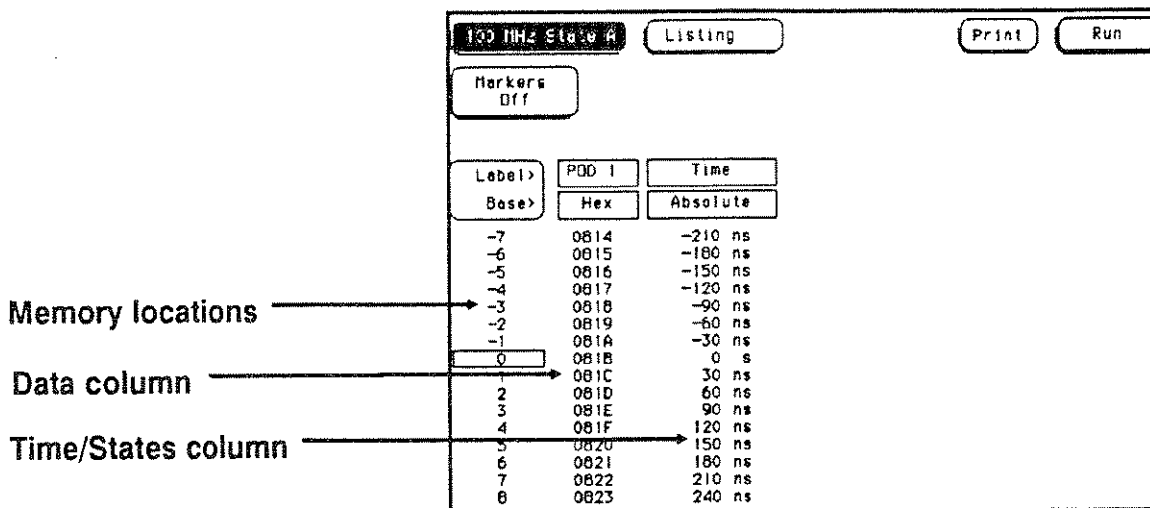 100 MHz State A Listing Print Run
Markers
Off
Label> POD 1 Time
Base> Hex Absolute
-7 0814 -210 ns
-6 0815 -180 ns
-5 0816 -150 ns
-4 0817 -120 ns
Memory locations -3 0818 -90 ns
-2 0819 -60 ns
-1 081A -30 ns
0 081B 0 s
Data column 1 081C 30 ns
2 081D 60 ns
3 081E 90 ns
4 081F 120 ns
Time/States column 5 0820 150 ns
6 0821 180 ns
7 0822 210 ns
8 0823 240 ns